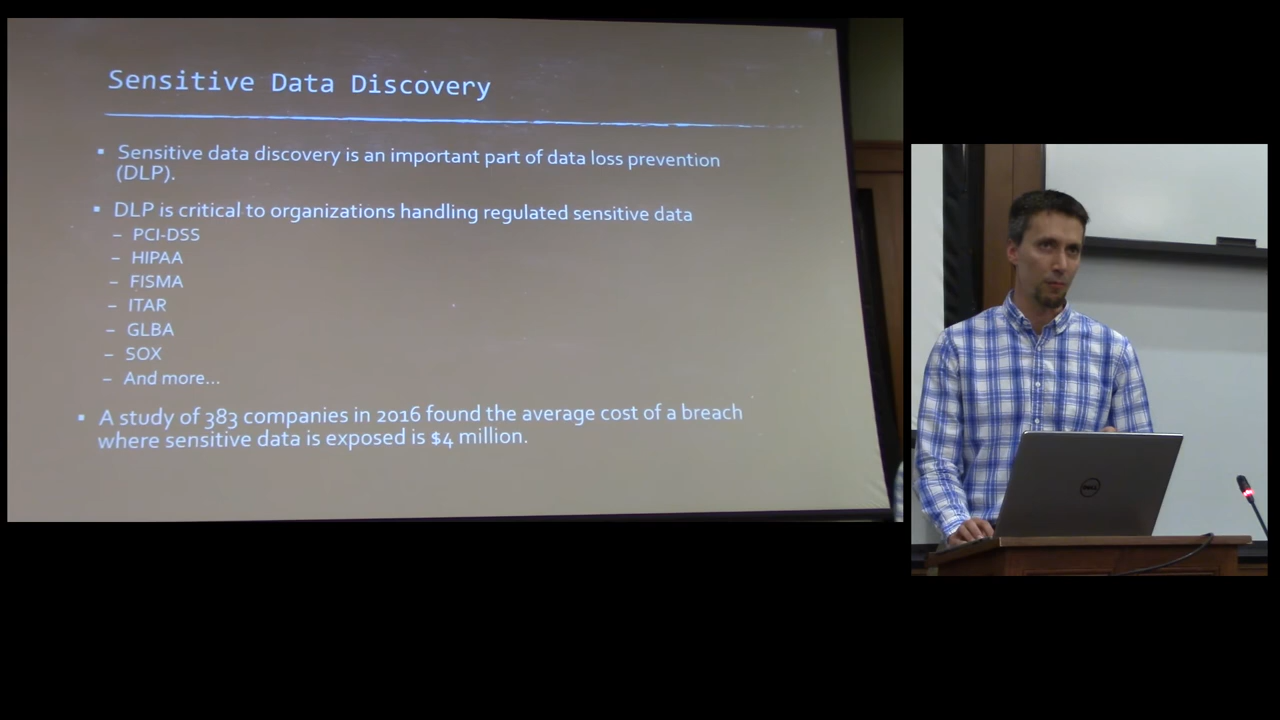 Sensitive Data Discovery
▪ Sensitive data discovery is an important part of data loss prevention
(DLP).
▪ DLP is critical to organizations handling regulated sensitive data
– PCI-DSS
– HIPAA
– FISMA
– ITAR
– GLBA
– SOX
– And more...
▪ A study of 383 companies in 2016 found the average cost of a breach
where sensitive data is exposed is $4 million.
DELL